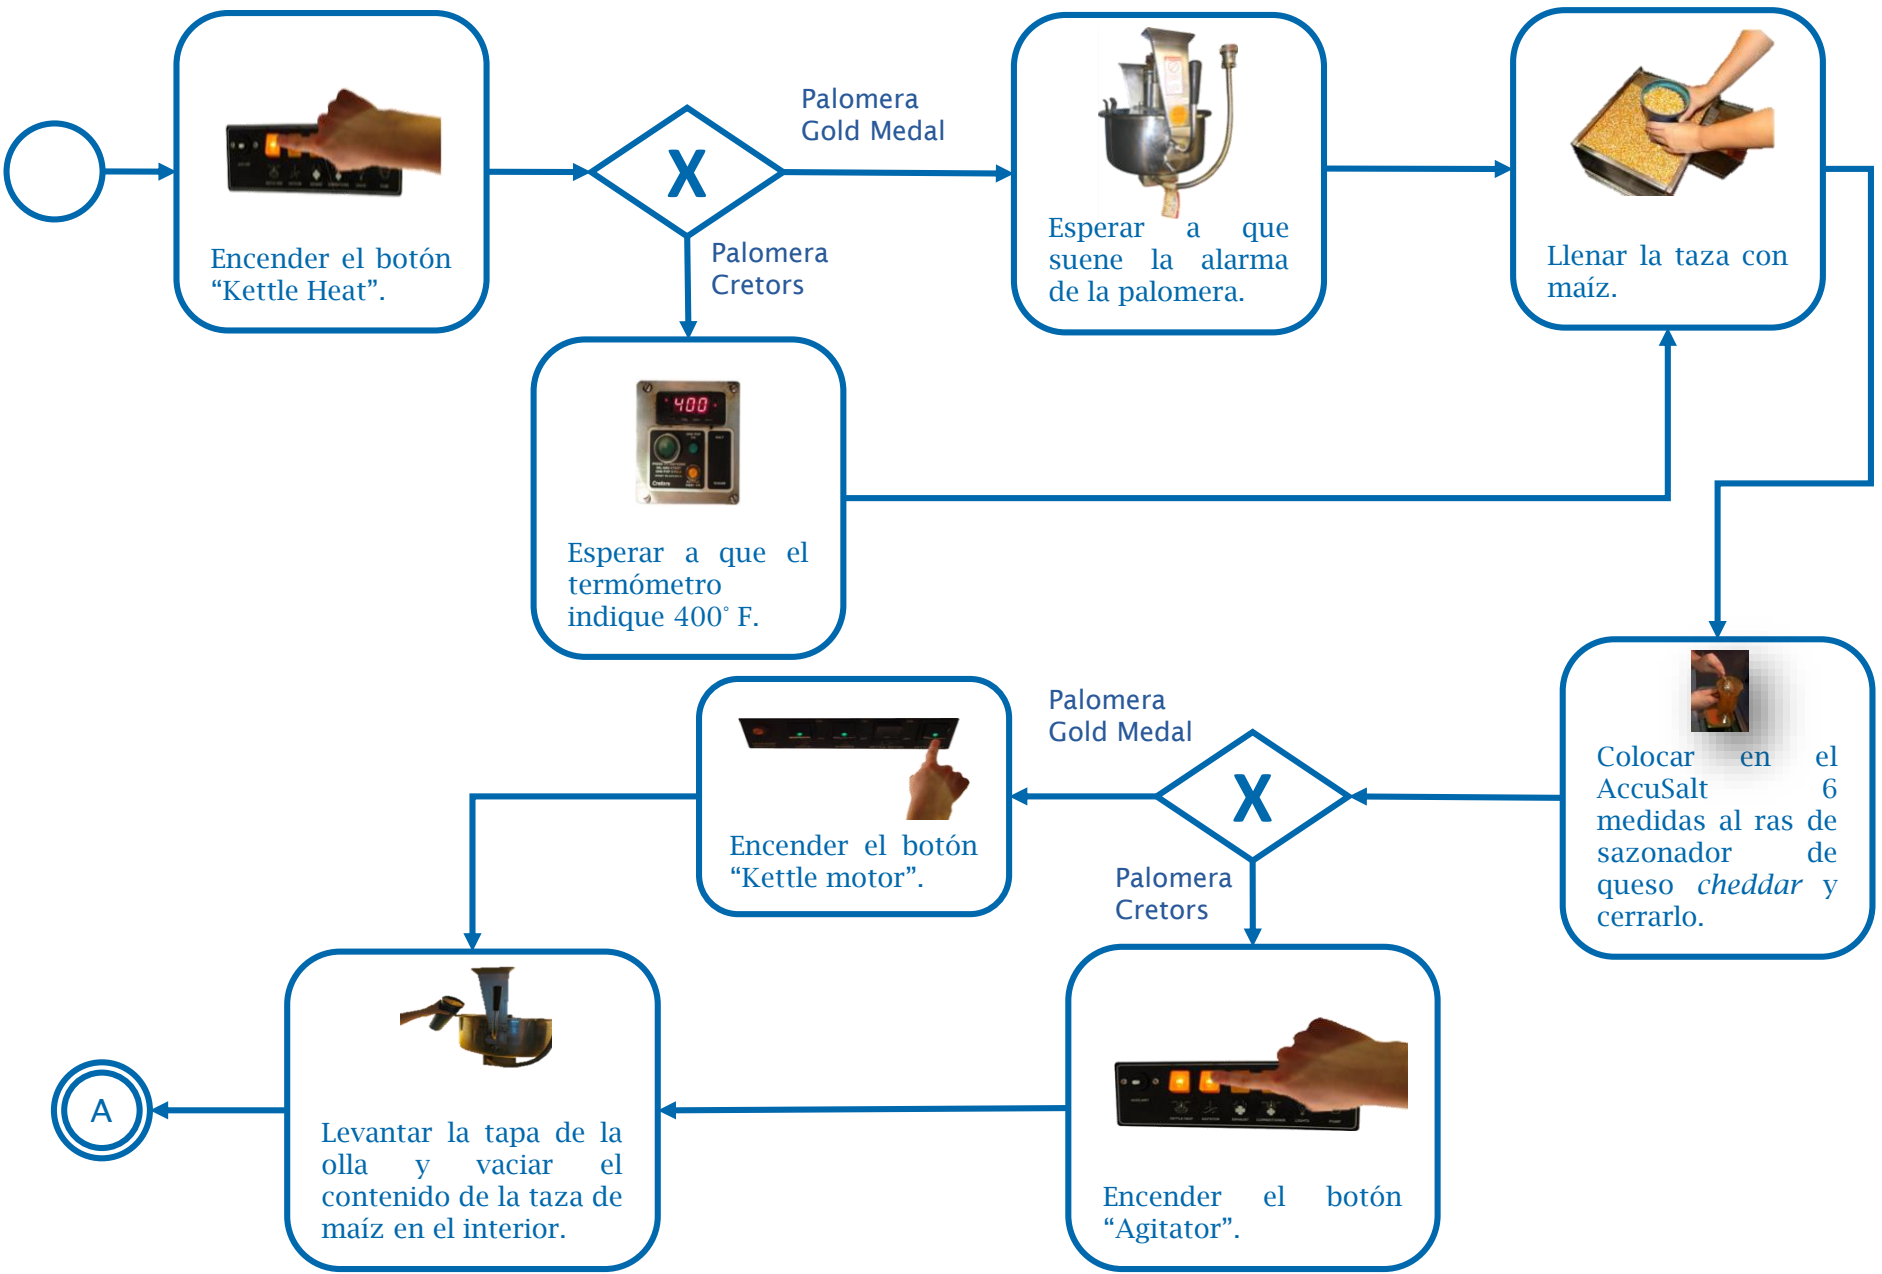 Encender el botón
“Kettle Heat”.
X
Palomera
Gold Medal
Palomera
Cretors
Esperar a que
suene la alarma
de la palomera.
Llenar la taza con
maíz.
400
Cretors
Esperar a que el
termómetro
indique 400° F.
Colocar en el
AccuSalt 6
medidas al ras de
sazonador de
queso cheddar y
cerrarlo.
X
Palomera
Gold Medal
Palomera
Cretors
Encender el botón
“Kettle motor”.
Encender el botón
“Agitator”.
Levantar la tapa de la
olla y vaciar el
contenido de la taza de
maíz en el interior.
A